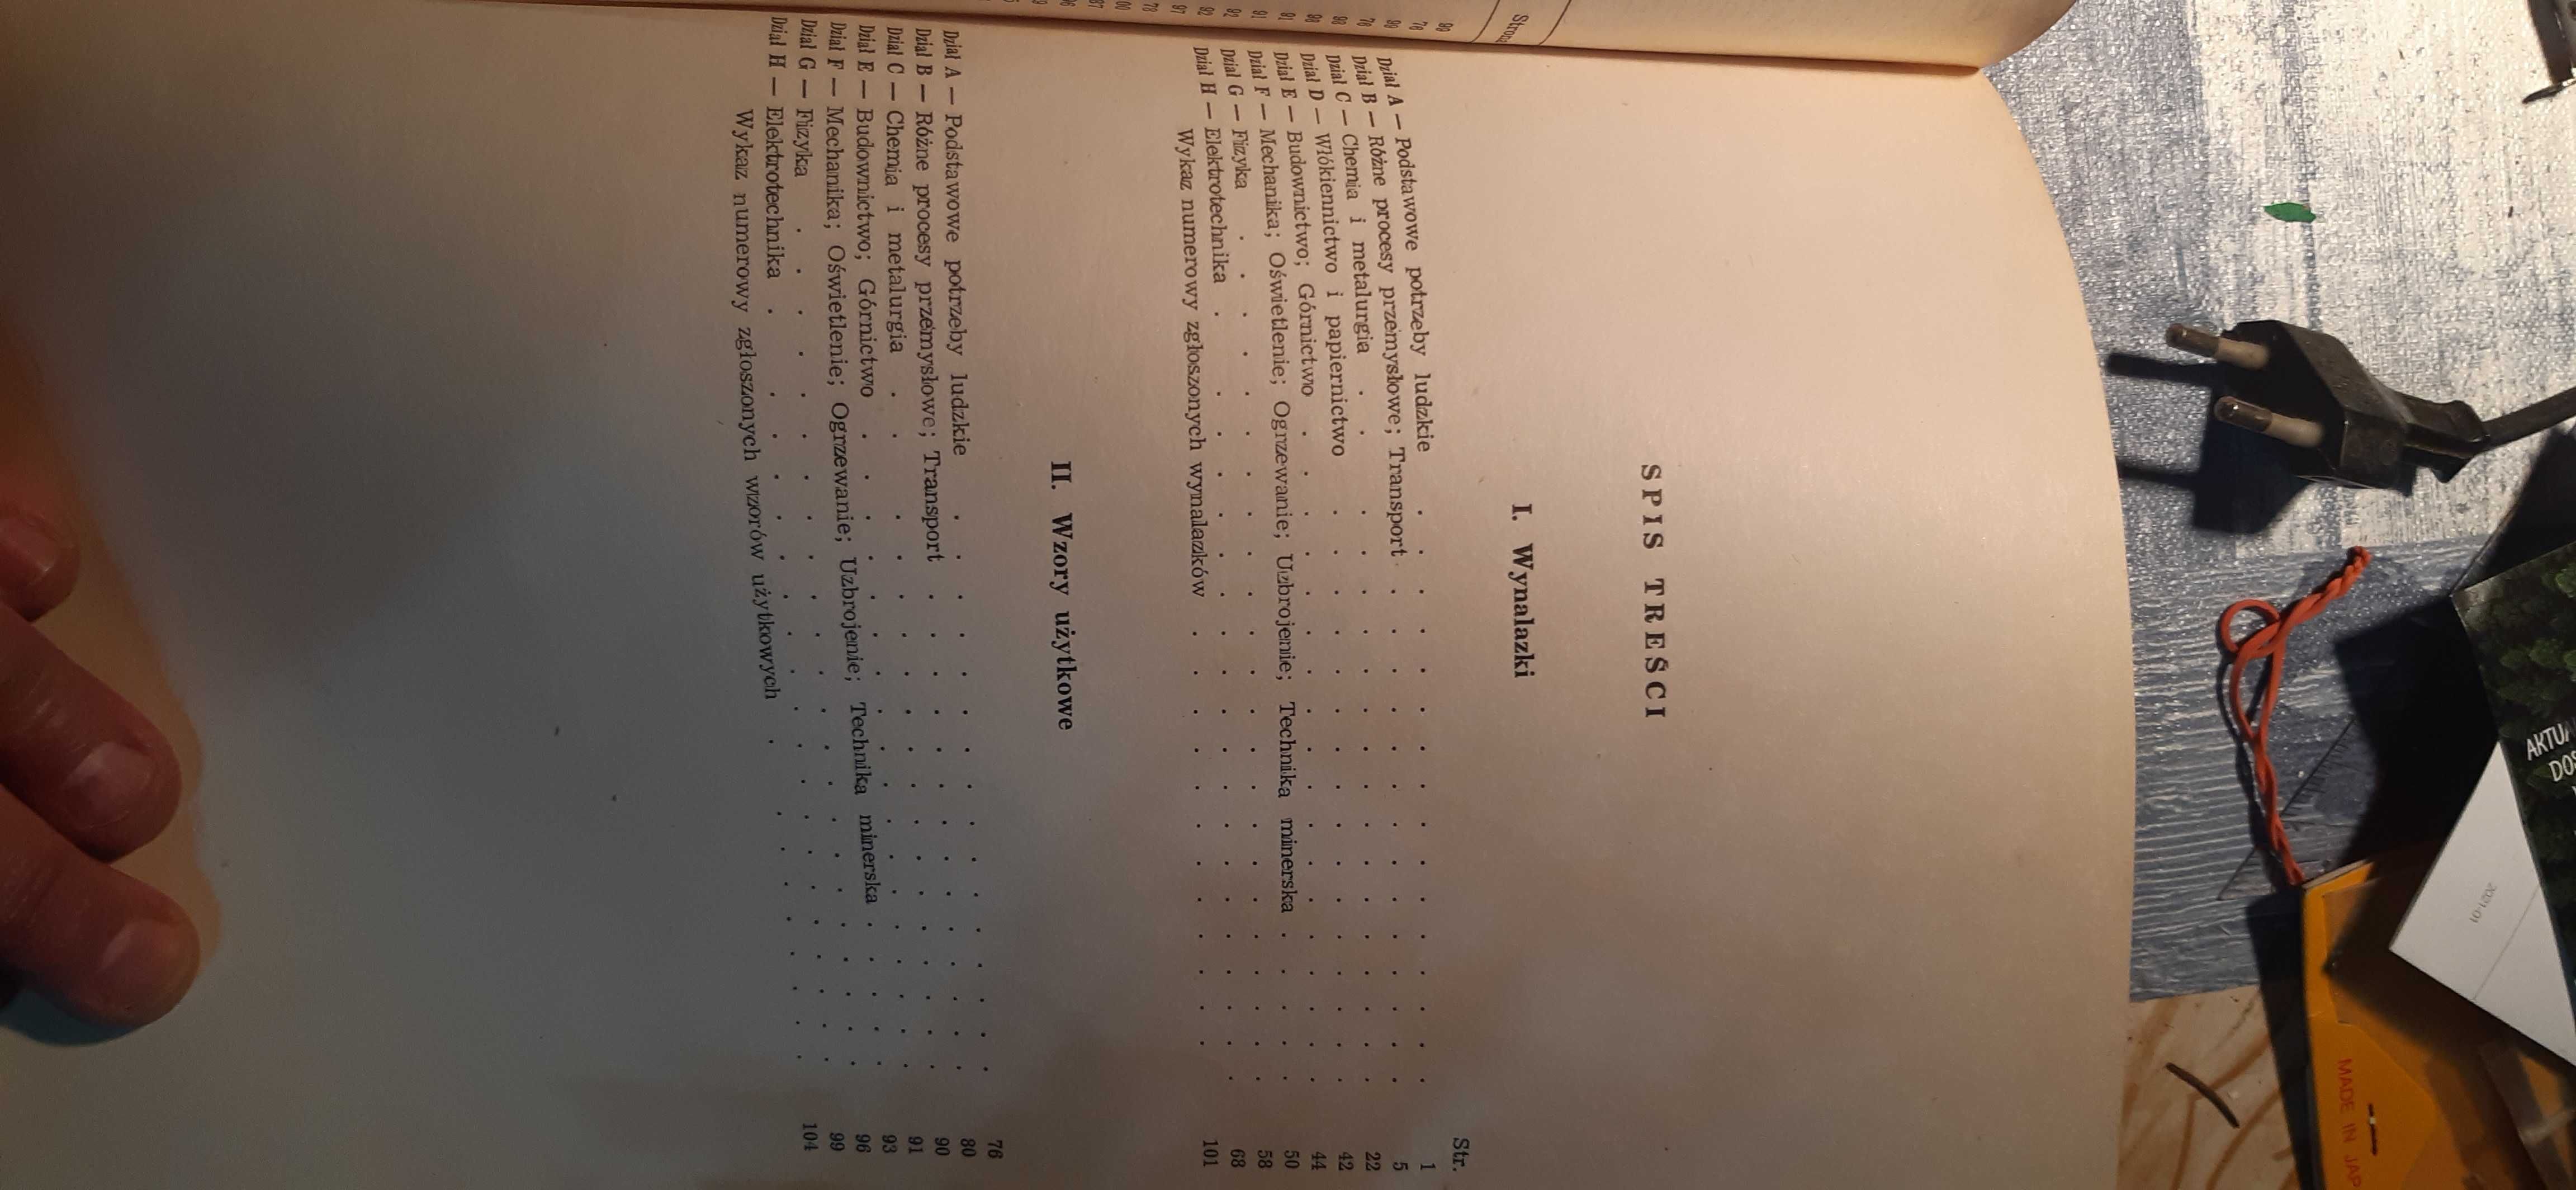 SPIS TREŚCI
I. Wynalazki
Str.
Dział A — Podstawowe potrzeby ludzkie . . . . . . . . . . . . . . . 1
Dział B — Różne procesy przemysłowe; Transport . . . . . . . . . . . . . . 5
Dział C — Chemia i metalurgia . . . . . . . . . . . . . . . . . 22
Dział D — Włókiennictwo i papiernictwo . . . . . . . . . . . . . . . 42
Dział E — Budownictwo; Górnictwo . . . . . . . . . . . . . . . . 44
Dział F — Mechanika; Oświetlenie; Ogrzewanie; Uzbrojenie; Technika minerska . . . . . 50
Dział G — Fizyka . . . . . . . . . . . . . . . . . . . . . 58
Dział H — Elektrotechnika . . . . . . . . . . . . . . . . . . . 68
Wykaz numerowy zgłoszonych wynalazków . . . . . . . . . . . . 101
II. Wzory użytkowe
Dział A — Podstawowe potrzeby ludzkie . . . . . . . . . . . . . . . 76
Dział B — Różne procesy przemysłowe; Transport . . . . . . . . . . . . . 80
Dział C — Chemia i metalurgia . . . . . . . . . . . . . . . . . 90
Dział E — Budownictwo; Górnictwo . . . . . . . . . . . . . . . . 91
Dział F — Mechanika; Oświetlenie; Ogrzewanie; Uzbrojenie; Technika minerska . . . . . 93
Dział G — Fizyka . . . . . . . . . . . . . . . . . . . . . 96
Dział H — Elektrotechnika . . . . . . . . . . . . . . . . . . . 99
Wykaz numerowy zgłoszonych wzorów użytkowych . . . . . . . . . 104
Strona
MADE IN
2021-01